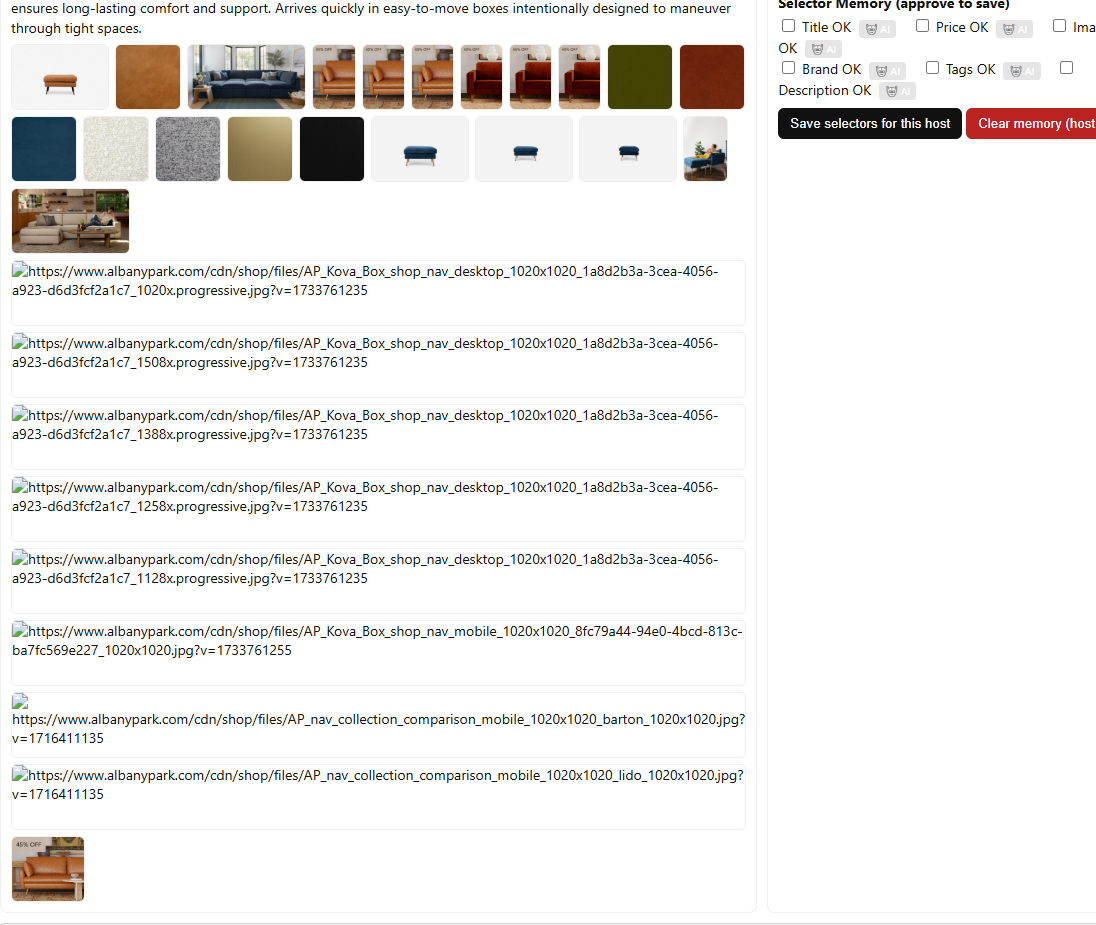 ensures long-lasting comfort and support. Arrives quickly in easy-to-move boxes intentionally designed to maneuver
through tight spaces.
https://www.albanypark.com/cdn/shop/files/AP_Kova_Box_shop_nav_desktop_1020x1020_1a8d2b3a-3cea-4056-
a923-d6d3fcf2a1c7_1020x.progressive.jpg?v=1733761235
https://www.albanypark.com/cdn/shop/files/AP_Kova_Box_shop_nav_desktop_1020x1020_1a8d2b3a-3cea-4056-
a923-d6d3fcf2a1c7_1508x.progressive.jpg?v=1733761235
https://www.albanypark.com/cdn/shop/files/AP_Kova_Box_shop_nav_desktop_1020x1020_1a8d2b3a-3cea-4056-
a923-d6d3fcf2a1c7_1388x.progressive.jpg?v=1733761235
https://www.albanypark.com/cdn/shop/files/AP_Kova_Box_shop_nav_desktop_1020x1020_1a8d2b3a-3cea-4056-
a923-d6d3fcf2a1c7_1258x.progressive.jpg?v=1733761235
https://www.albanypark.com/cdn/shop/files/AP_Kova_Box_shop_nav_desktop_1020x1020_1a8d2b3a-3cea-4056-
a923-d6d3fcf2a1c7_1128x.progressive.jpg?v=1733761235
https://www.albanypark.com/cdn/shop/files/AP_Kova_Box_shop_nav_mobile_1020x1020_8fc79a44-94e0-4bcd-813c-
ba7fc569e227_1020x1020.jpg?v=1733761255
https://www.albanypark.com/cdn/shop/files/AP_nav_collection_comparison_mobile_1020x1020_barton_1020x1020.jpg?
v=1716411135
https://www.albanypark.com/cdn/shop/files/AP_nav_collection_comparison_mobile_1020x1020_lido_1020x1020.jpg?
v=1716411135
45% OFF
Selector Memory (approve to save)
Title OK AI Price OK AI Ima
OK AI
Brand OK AI Tags OK AI
Description OK AI
Save selectors for this host Clear memory (host